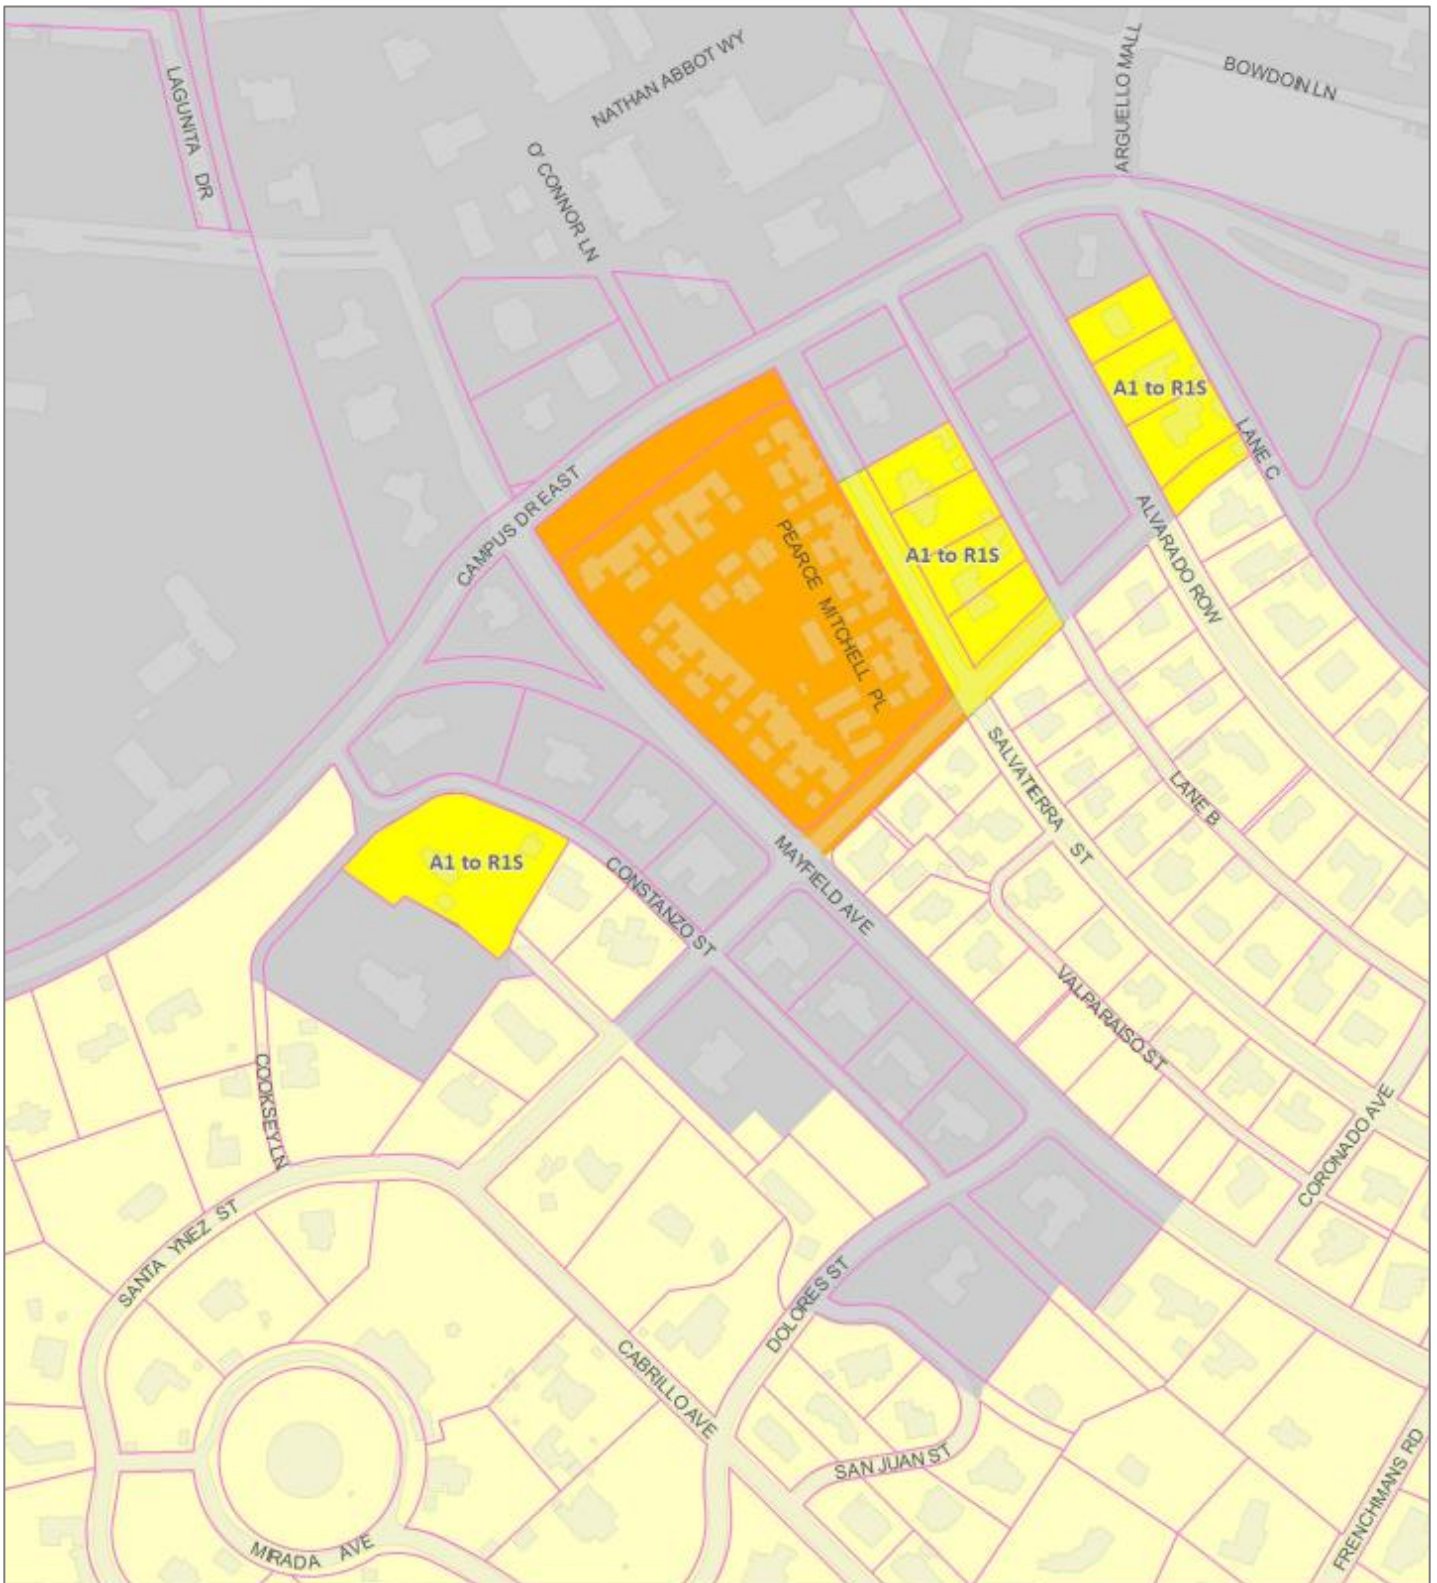 LAGUNITA DR
NATHAN ABBOT WY
O' CONNOR LN
ARGUELLO MALL
BOWDOIN LN
A1 to R1S
LANE C
CAMPUS DR EAST
PEARCE MITCHELL PL
A1 to R1S
ALVARADO ROW
SALVATIERRA ST
LANE B
A1 to R1S
CONSTANZO ST
MAYFIELD AVE
VALPARAISO ST
COOKSEY LN
CORONADO AVE
SANTA YNEZ ST
DOLORES ST
CABRILLO AVE
SAN JUAN ST
FRENCHMANS RD
MIRADA AVE